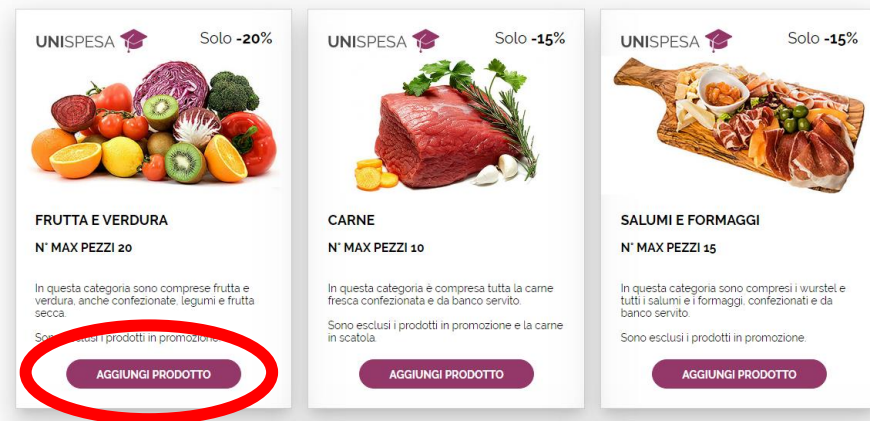 UNISPESA
Solo -20%
FRUTTA E VERDURA
N° MAX PEZZI 20
In questa categoria sono comprese frutta e
verdura, anche confezionate, legumi e frutta
secca.
Sono esclusi i prodotti in promozione
AGGIUNGI PRODOTTO
UNISPESA
Solo -15%
CARNE
N° MAX PEZZI 10
In questa categoria è compresa tutta la carne
fresca confezionata e da banco servito.
Sono esclusi i prodotti in promozione e la carne
in scatola.
AGGIUNGI PRODOTTO
UNISPESA
Solo -15%
SALUMI E FORMAGGI
N° MAX PEZZI 15
In questa categoria sono compresi i wurstel e
tutti i salumi e i formaggi, confezionati e da
banco servito.
Sono esclusi i prodotti in promozione.
AGGIUNGI PRODOTTO